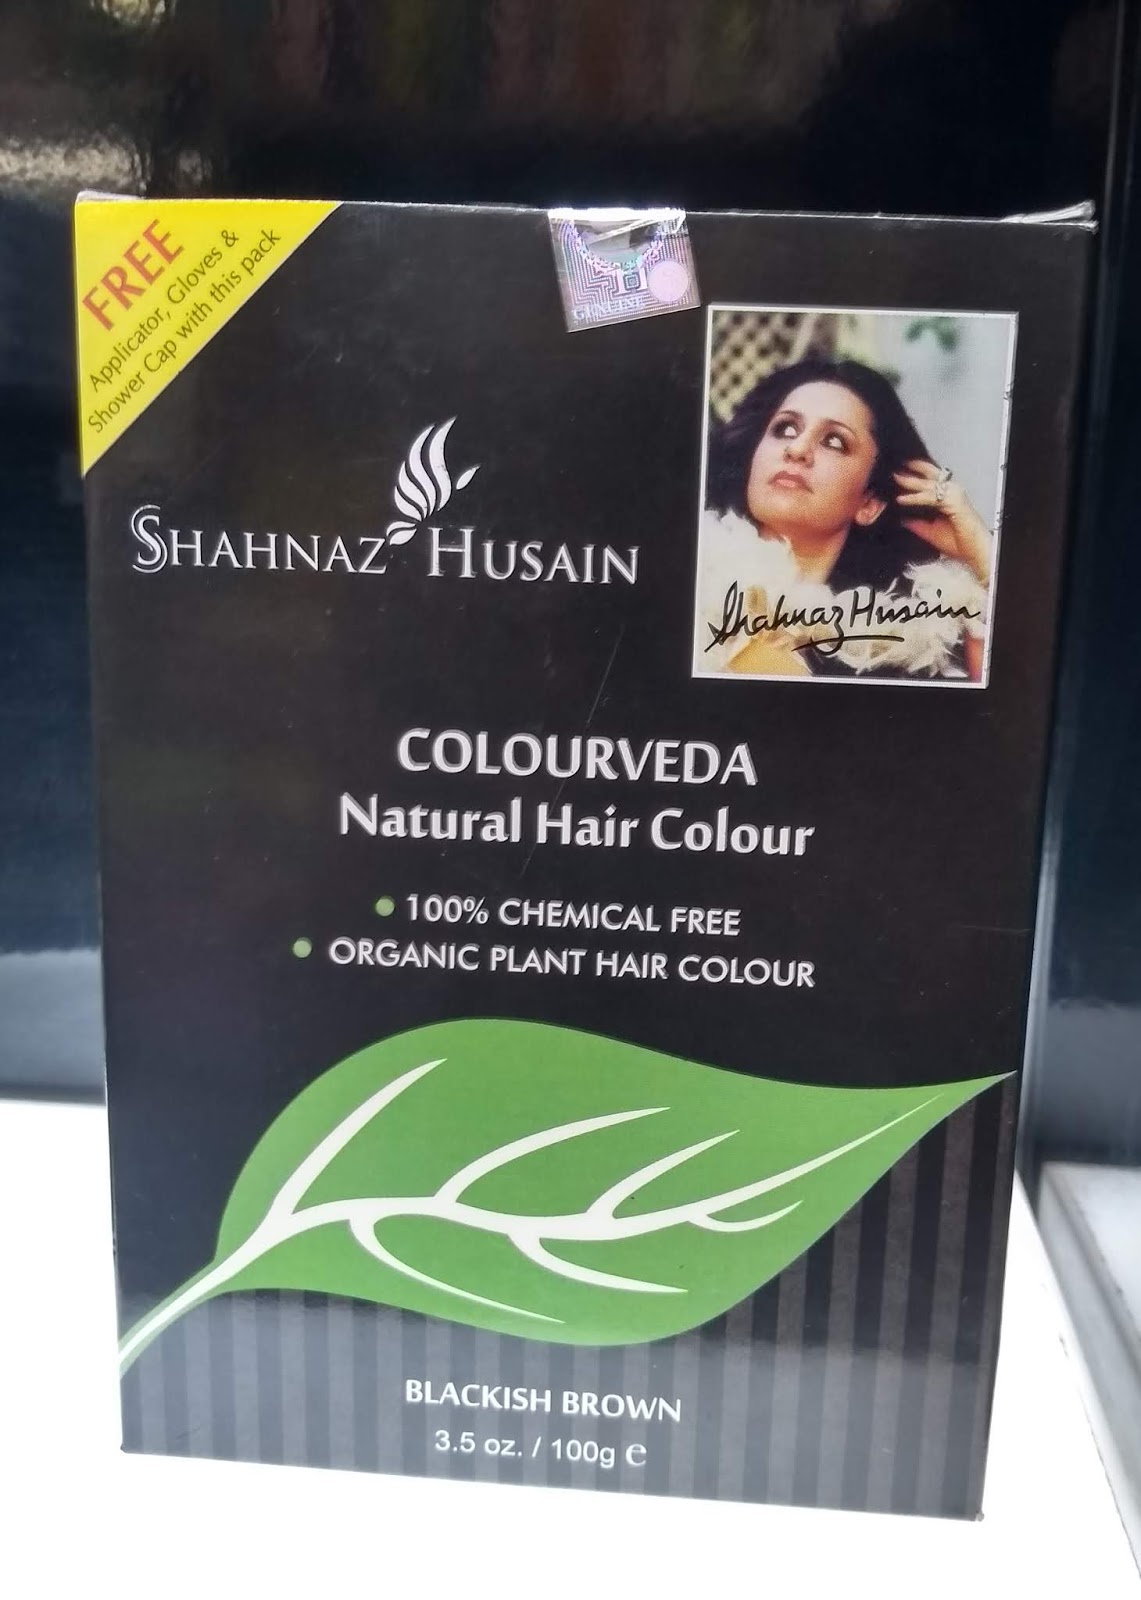 FREE
Applicator, Gloves &
Shower Cap with this pack
GENUINE
SHAHNAZ HUSAIN
Shahnaz Husain
COLOURVEDA
Natural Hair Colour
100% CHEMICAL FREE
ORGANIC PLANT HAIR COLOUR
BLACKISH BROWN
3.5 oz. / 100g e